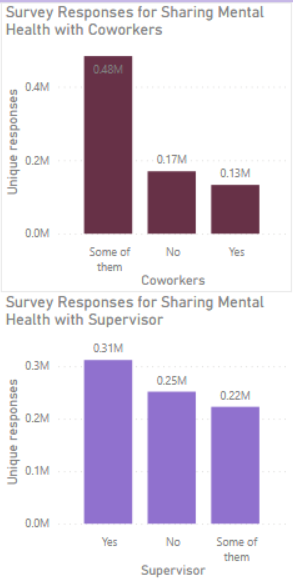 Survey Responses for Sharing Mental
Health with Coworkers
Unique responses
0.4M
0.2M
0.0M
0.48M
0.17M
0.13M
Some of
them
No
Yes
Coworkers
Survey Responses for Sharing Mental
Health with Supervisor
Unique responses
0.3M
0.2M
0.1M
0.0M
0.31M
0.25M
0.22M
Yes
No
Some of
them
Supervisor